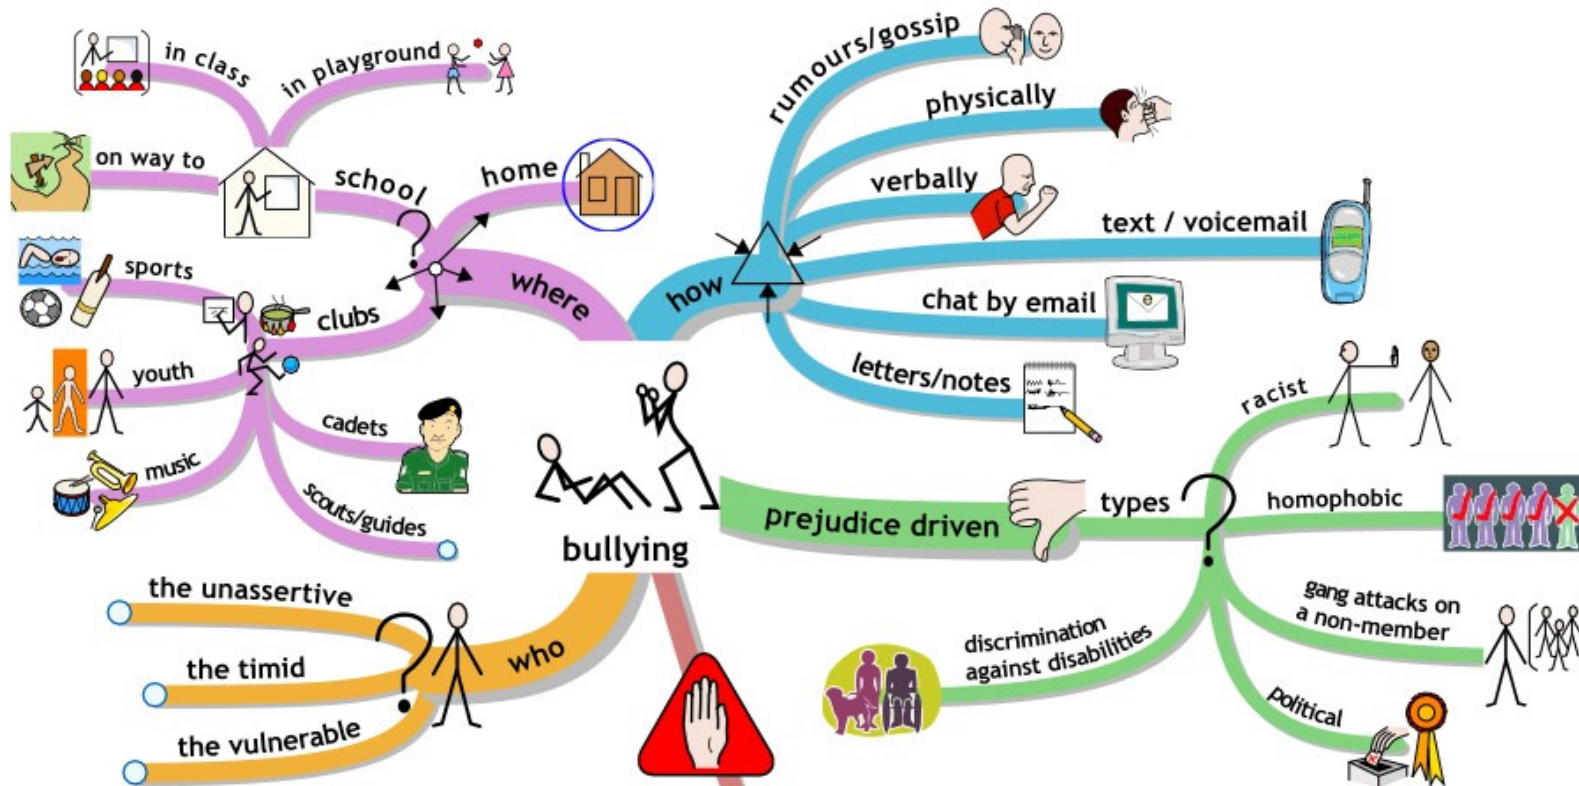 in class
in playground
on way to
school
home
where
sports
clubs
youth
cadets
music
scouts/guides
rumours/gossip
physically
verbally
text / voicemail
how
chat by email
letters/notes
bullying
prejudice driven
types
racist
homophobic
gang attacks on
a non-member
discrimination
against disabilities
political
who
the unassertive
the timid
the vulnerable